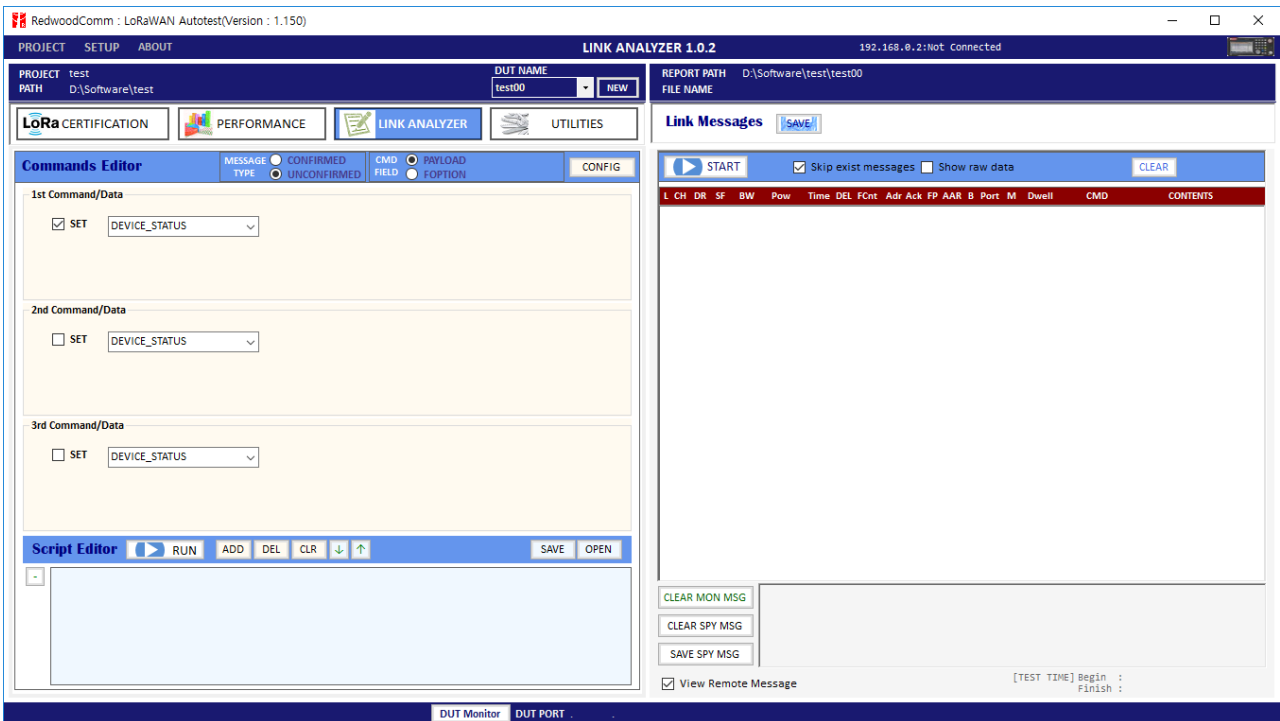 RedwoodComm : LoRaWAN Autotest(Version : 1.150)
PROJECT SETUP ABOUT LINK ANALYZER 1.0.2 192.168.0.2:Not Connected
PROJECT test
PATH D:\Software\test
DUT NAME
test00 NEW
REPORT PATH D:\Software\test\test00
FILE NAME
LoRa CERTIFICATION PERFORMANCE LINK ANALYZER UTILITIES
Link Messages SAVE
Commands Editor
MESSAGE TYPE CONFIRMED UNCONFIRMED
CMD FIELD PAYLOAD FOPTION
CONFIG
1st Command/Data
SET DEVICE_STATUS
2nd Command/Data
SET DEVICE_STATUS
3rd Command/Data
SET DEVICE_STATUS
Script Editor RUN ADD DEL CLR ↓ ↑ SAVE OPEN
-
START Skip exist messages Show raw data CLEAR
L CH DR SF BW Pow Time DEL FCnt Adr Ack FP AAR B Port M Dwell CMD CONTENTS
CLEAR MON MSG
CLEAR SPY MSG
SAVE SPY MSG
View Remote Message
[TEST TIME] Begin :
Finish :
DUT Monitor DUT PORT . .